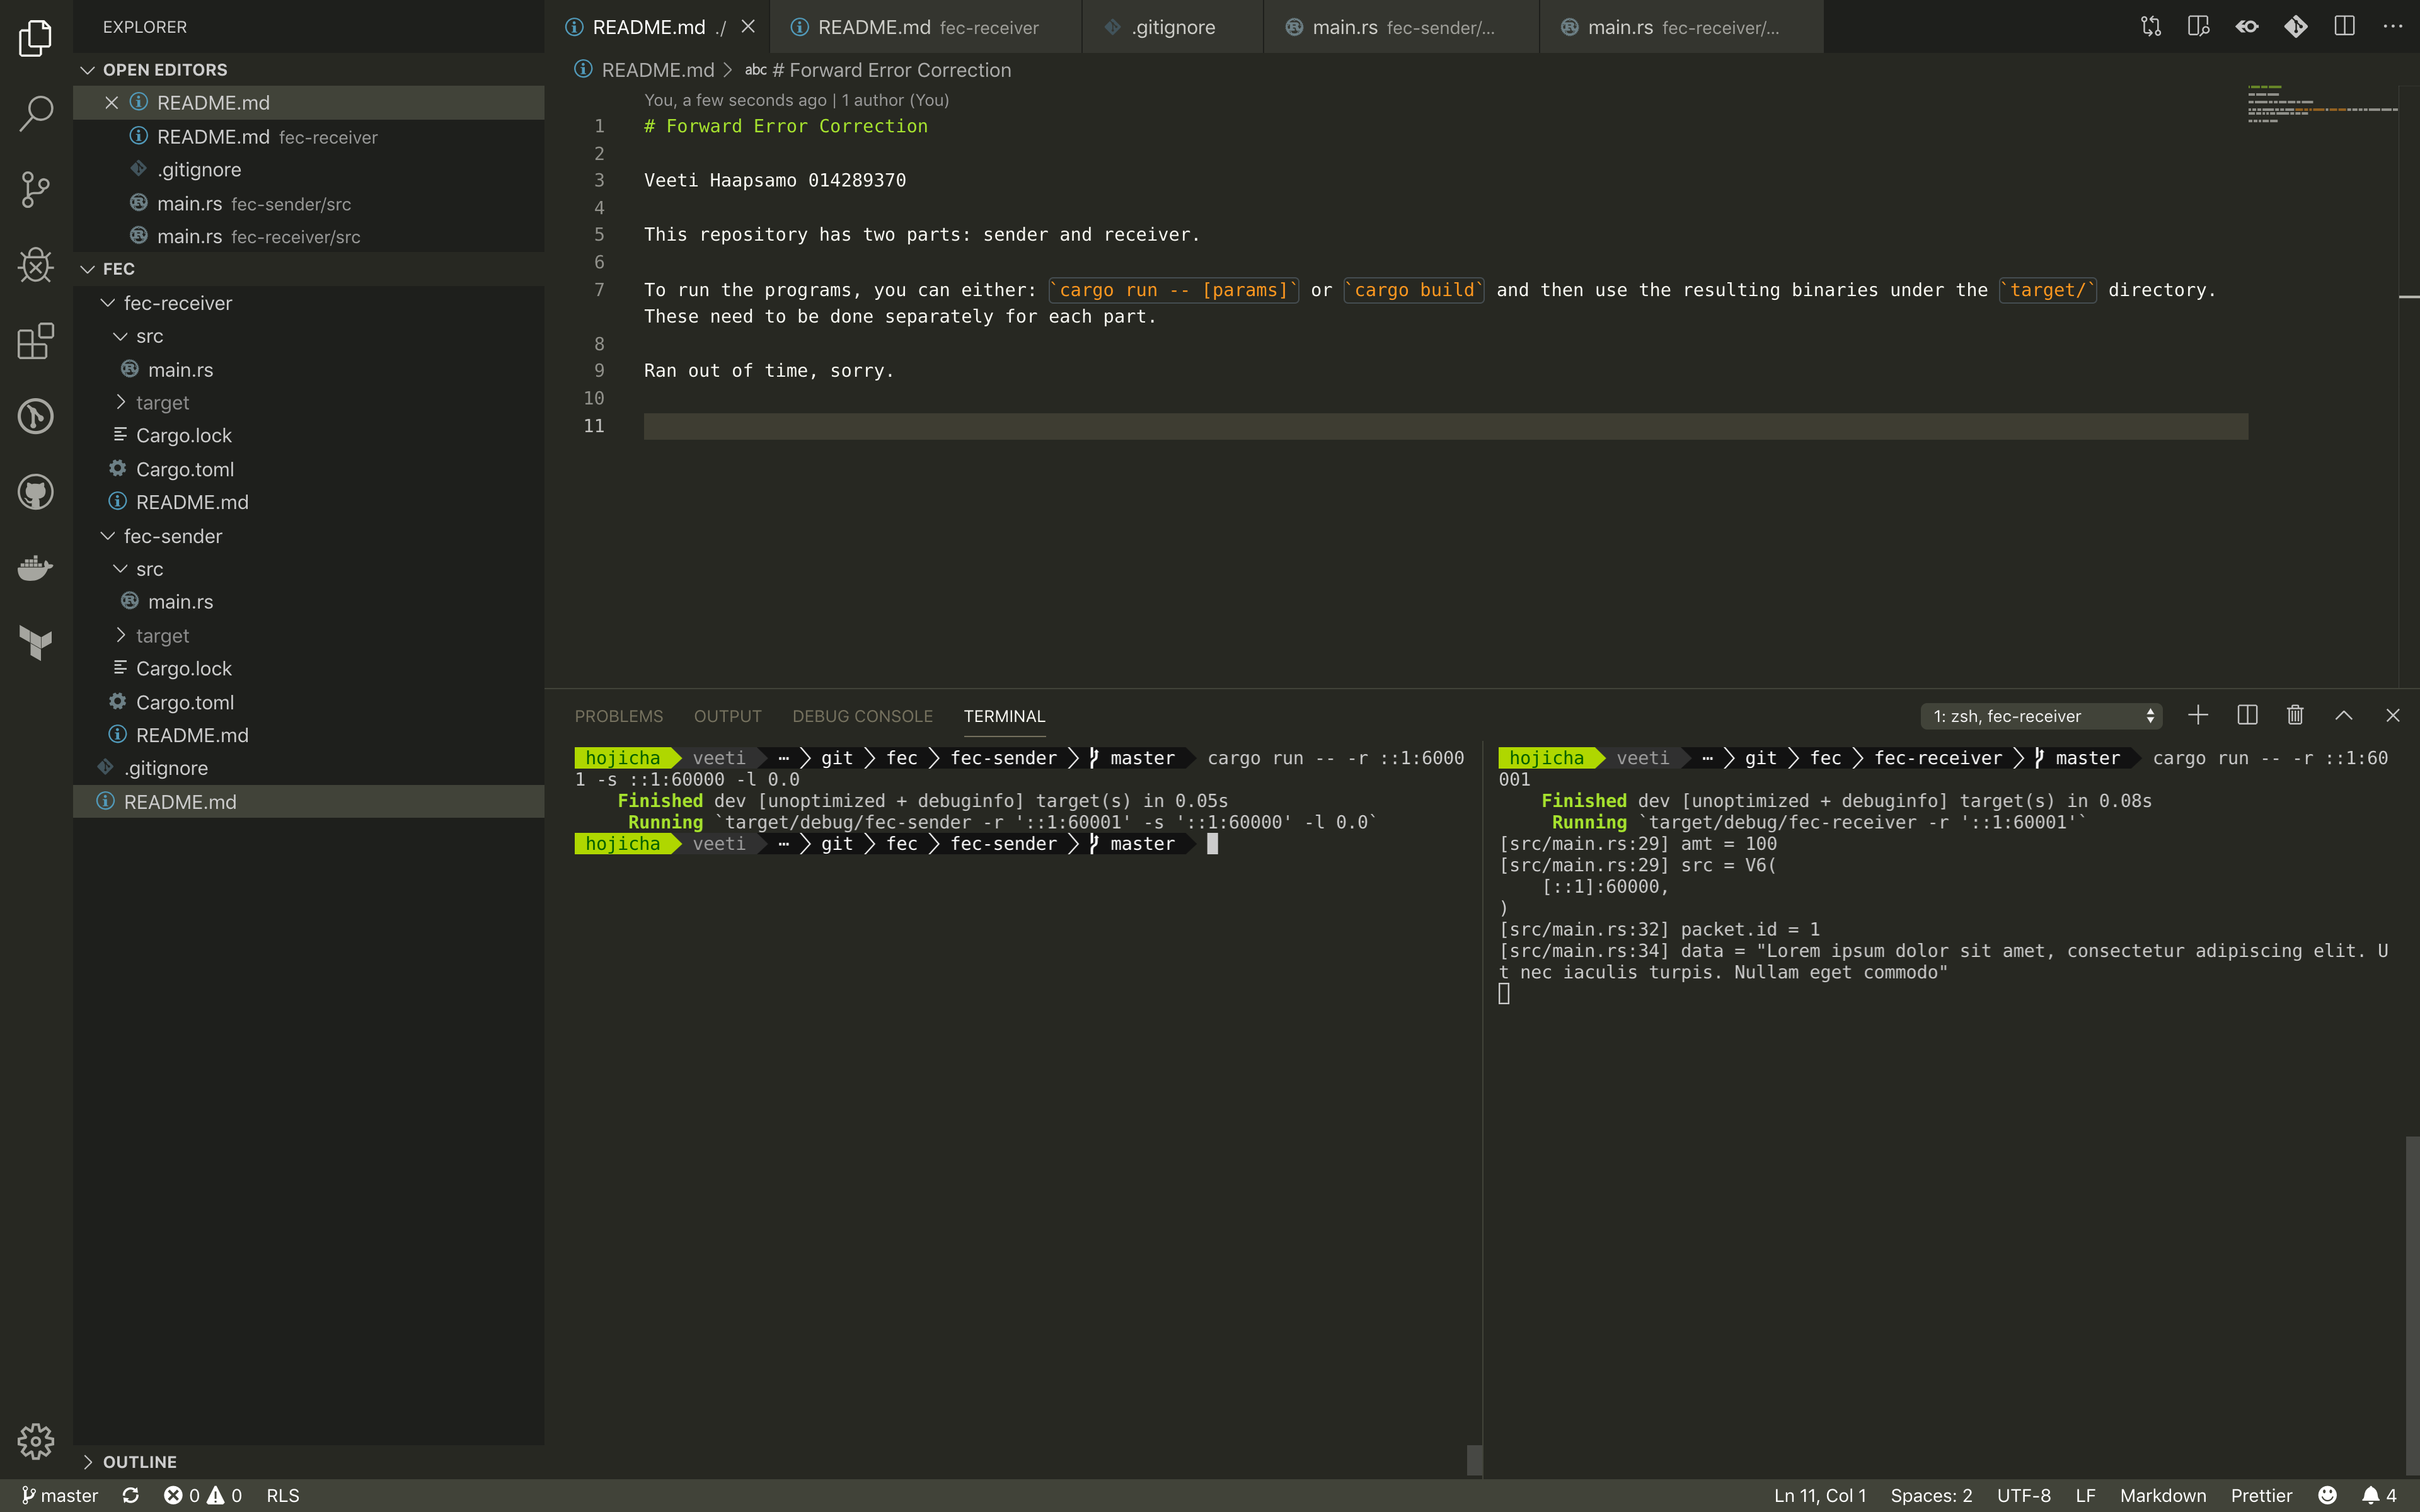 EXPLORER
OPEN EDITORS
README.md
README.md fec-receiver
.gitignore
main.rs fec-sender/src
main.rs fec-receiver/src
FEC
fec-receiver
src
main.rs
target
Cargo.lock
Cargo.toml
README.md
fec-sender
src
main.rs
target
Cargo.lock
Cargo.toml
README.md
.gitignore
README.md
OUTLINE
README.md ./
README.md fec-receiver
.gitignore
main.rs fec-sender/...
main.rs fec-receiver/...
README.md > abc # Forward Error Correction
You, a few seconds ago | 1 author (You)
1 # Forward Error Correction
2
3 Veeti Haapsamo 014289370
4
5 This repository has two parts: sender and receiver.
6
7 To run the programs, you can either: `cargo run -- [params]` or `cargo build` and then use the resulting binaries under the `target/` directory.
These need to be done separately for each part.
8
9 Ran out of time, sorry.
10
11
PROBLEMS OUTPUT DEBUG CONSOLE TERMINAL
1: zsh, fec-receiver
hojicha veeti ⋯ git fec fec-sender master cargo run -- -r ::1:6000
1 -s ::1:60000 -l 0.0
Finished dev [unoptimized + debuginfo] target(s) in 0.05s
Running `target/debug/fec-sender -r '::1:60001' -s '::1:60000' -l 0.0`
hojicha veeti ⋯ git fec fec-sender master
hojicha veeti ⋯ git fec fec-receiver master cargo run -- -r ::1:60
001
Finished dev [unoptimized + debuginfo] target(s) in 0.08s
Running `target/debug/fec-receiver -r '::1:60001'`
[src/main.rs:29] amt = 100
[src/main.rs:29] src = V6(
[::1]:60000,
)
[src/main.rs:32] packet.id = 1
[src/main.rs:34] data = "Lorem ipsum dolor sit amet, consectetur adipiscing elit. U
t nec iaculis turpis. Nullam eget commodo"
master 0 0 RLS
Ln 11, Col 1 Spaces: 2 UTF-8 LF Markdown Prettier 4